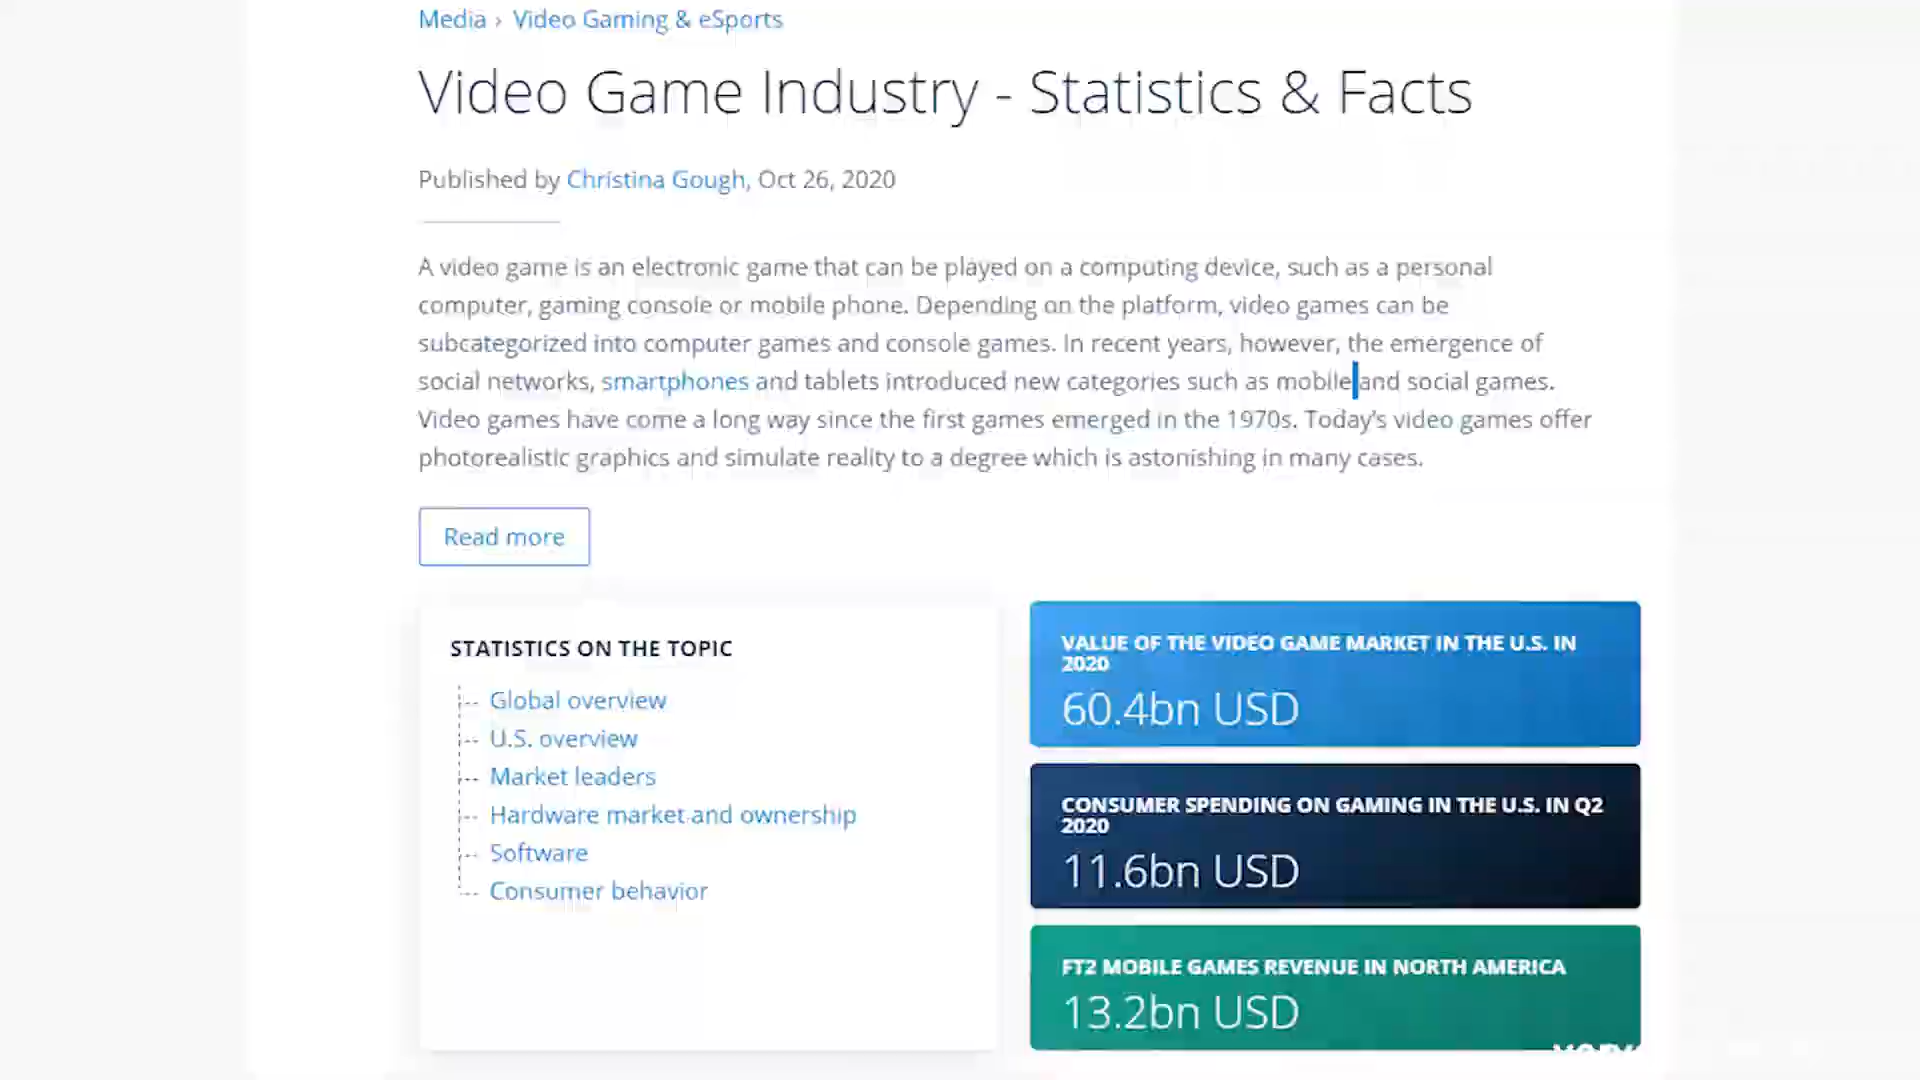 Media › Video Gaming & eSports
Video Game Industry - Statistics & Facts
Published by Christina Gough, Oct 26, 2020
A video game is an electronic game that can be played on a computing device, such as a personal
computer, gaming console or mobile phone. Depending on the platform, video games can be
subcategorized into computer games and console games. In recent years, however, the emergence of
social networks, smartphones and tablets introduced new categories such as mobile and social games.
Video games have come a long way since the first games emerged in the 1970s. Today's video games offer
photorealistic graphics and simulate reality to a degree which is astonishing in many cases.
Read more
STATISTICS ON THE TOPIC
Global overview
U.S. overview
Market leaders
Hardware market and ownership
Software
Consumer behavior
VALUE OF THE VIDEO GAME MARKET IN THE U.S. IN
2020
60.4bn USD
CONSUMER SPENDING ON GAMING IN THE U.S. IN Q2
2020
11.6bn USD
FT2 MOBILE GAMES REVENUE IN NORTH AMERICA
13.2bn USD